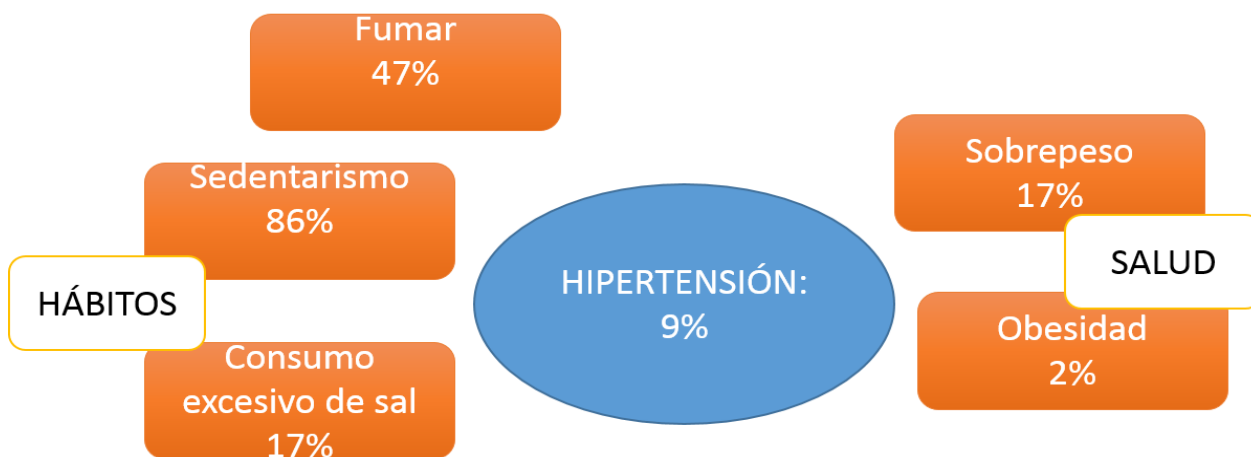 Fumar
47%
Sedentarismo
86%
HÁBITOS
Consumo
excesivo de sal
17%
HIPERTENSIÓN:
9%
Sobrepeso
17%
SALUD
Obesidad
2%